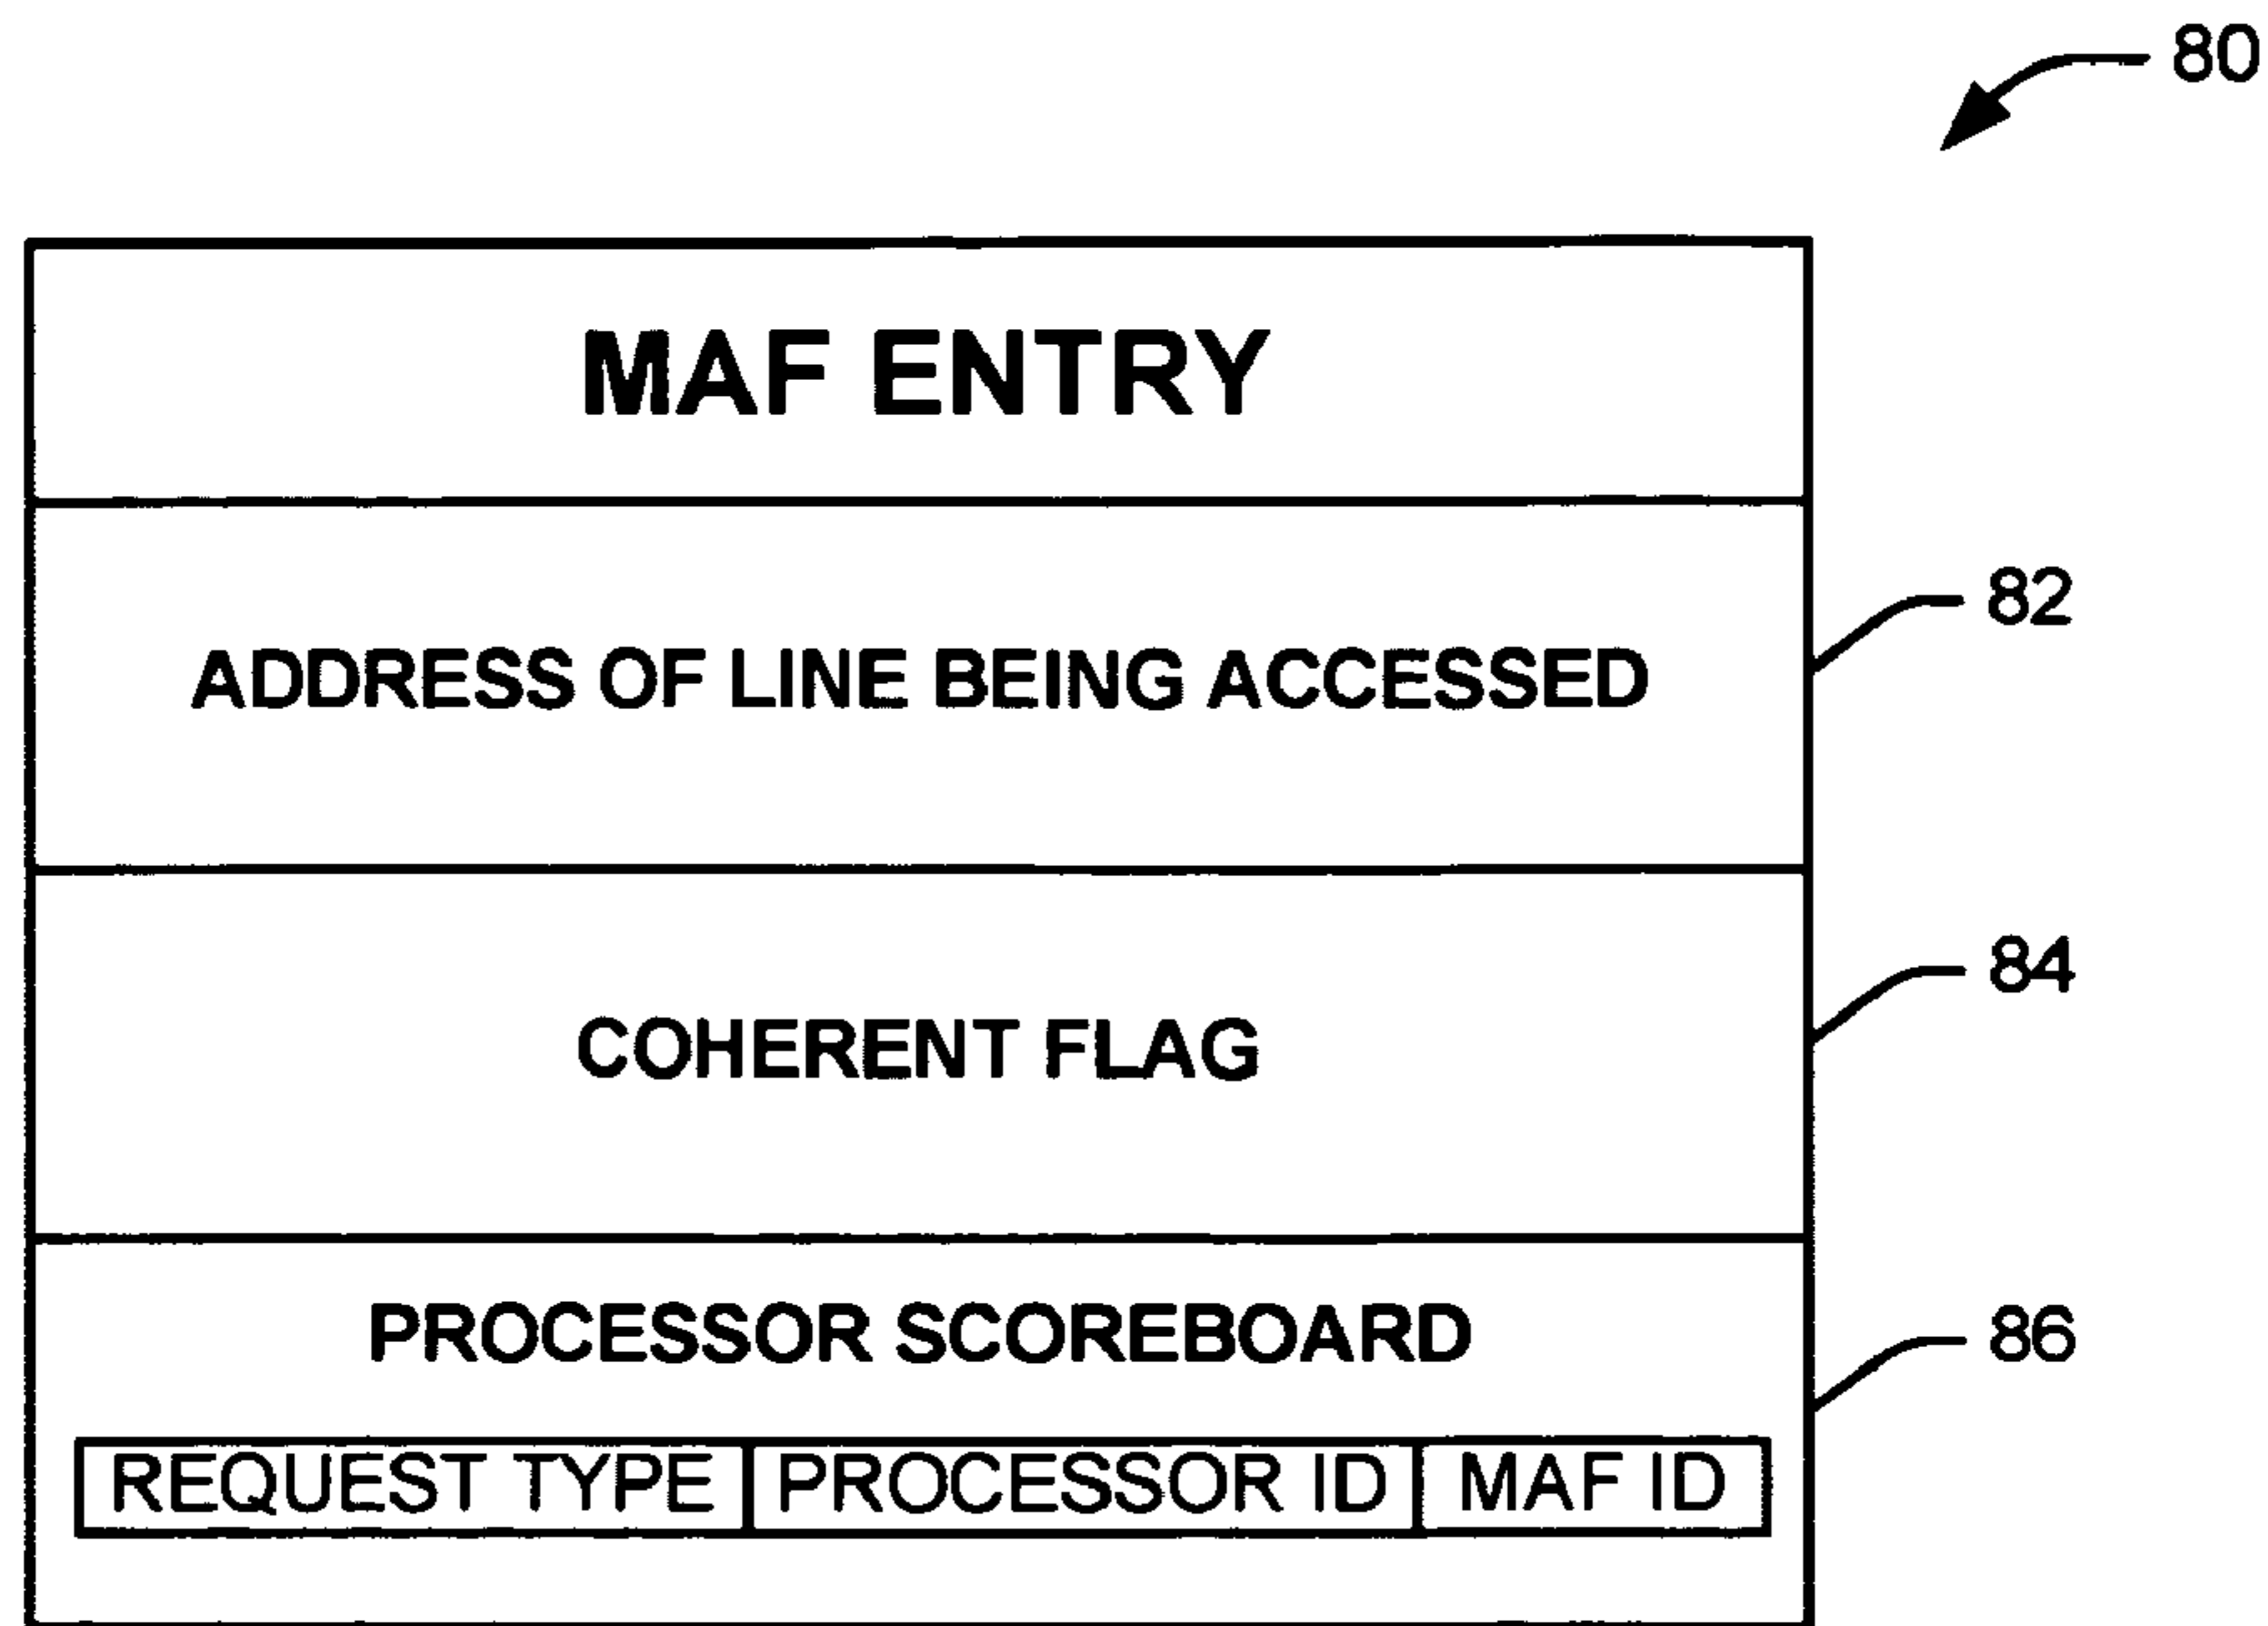 80
MAF ENTRY
ADDRESS OF LINE BEING ACCESSED
82
COHERENT FLAG
84
PROCESSOR SCOREBOARD
86
REQUEST TYPE PROCESSOR ID MAF ID